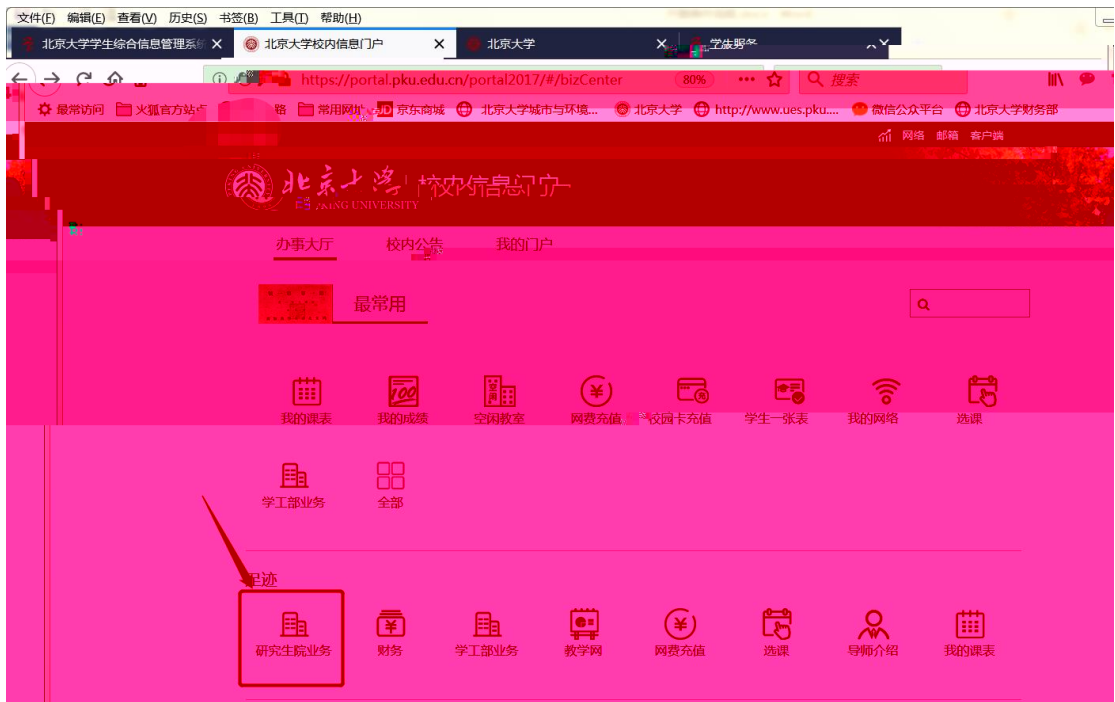 文件(F) 编辑(E) 查看(V) 历史(S) 书签(B) 工具(T) 帮助(H)
北京大学学生综合信息管理系统 北京大学校内信息门户 北京大学
https://portal.pku.edu.cn/portal2017/#/bizCenter 80% 搜索
最常访问 火狐官方站点 常用网址 JD 京东商城 北京大学城市与环境... 北京大学 http://www.ues.pku.... 微信公众平台 北京大学财务部
网络 邮箱 客户端
北京大学 校内信息门户
UNIVERSITY
办事大厅 校内公告 我的门户
最常用
我的课表 我的成绩 空闲教室 网费充值 校园卡充值 学生一张表 我的网络 选课
学工部业务 全部
足迹
研究生院业务 财务 学工部业务 教学网 网费充值 选课 导师介绍 我的课表